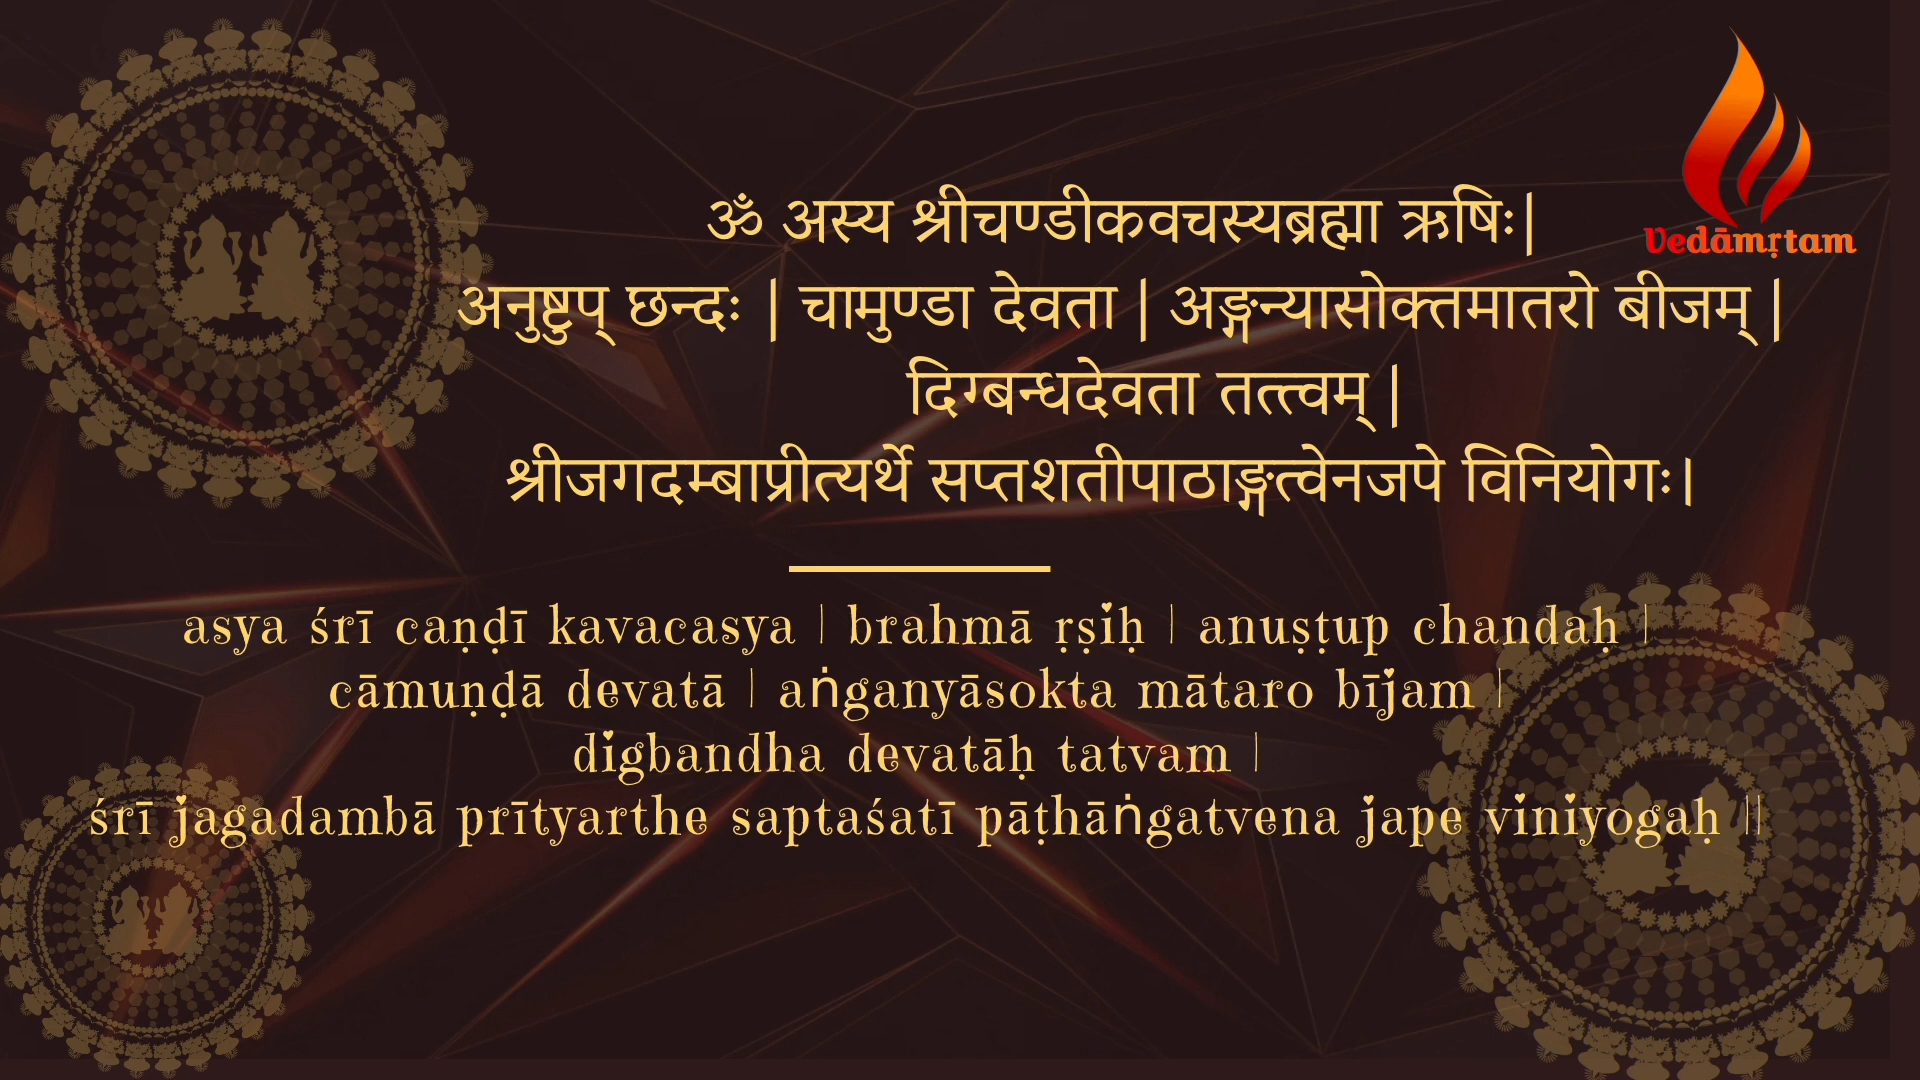 Vedāmṛtam
ॐ अस्य श्रीचण्डीकवचस्यब्रह्मा ऋषिः|
अनुष्टुप् छन्दः | चामुण्डा देवता | अङ्गन्यासोक्तमातरो बीजम् |
दिग्बन्धदेवता तत्त्वम् |
श्रीजगदम्बाप्रीत्यर्थे सप्तशतीपाठाङ्गत्वेनजपे विनियोगः|
asya śrī caṇḍī kavacasya | brahmā ṛṣiḥ | anuṣṭup chandaḥ |
cāmuṇḍā devatā | aṅganyāsokta mātaro bījam |
digbandha devatāḥ tatvam |
śrī jagadambā prītyarthe saptaśatī pāṭhāṅgatvena jape viniyogaḥ ||